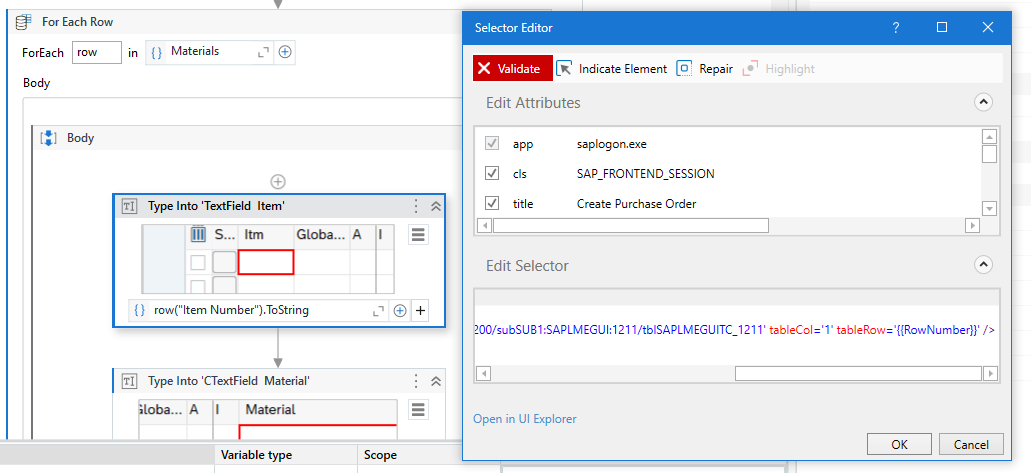 For Each Row
ForEach row in {} Materials
Body
Body
Type Into 'TextField Item'
S... Itm Globa... A I
{} row("Item Number").ToString
Type Into 'CTextField Material'
Globa... A I Material
Variable type Scope
Selector Editor
Validate Indicate Element Repair Highlight
Edit Attributes
app saplogon.exe
cls SAP_FRONTEND_SESSION
title Create Purchase Order
Edit Selector
200/subSUB1:SAPLMEGUI:1211/tblSAPLMEGUITC_1211' tableCol='1' tableRow='{{RowNumber}}' />
Open in UI Explorer
OK Cancel